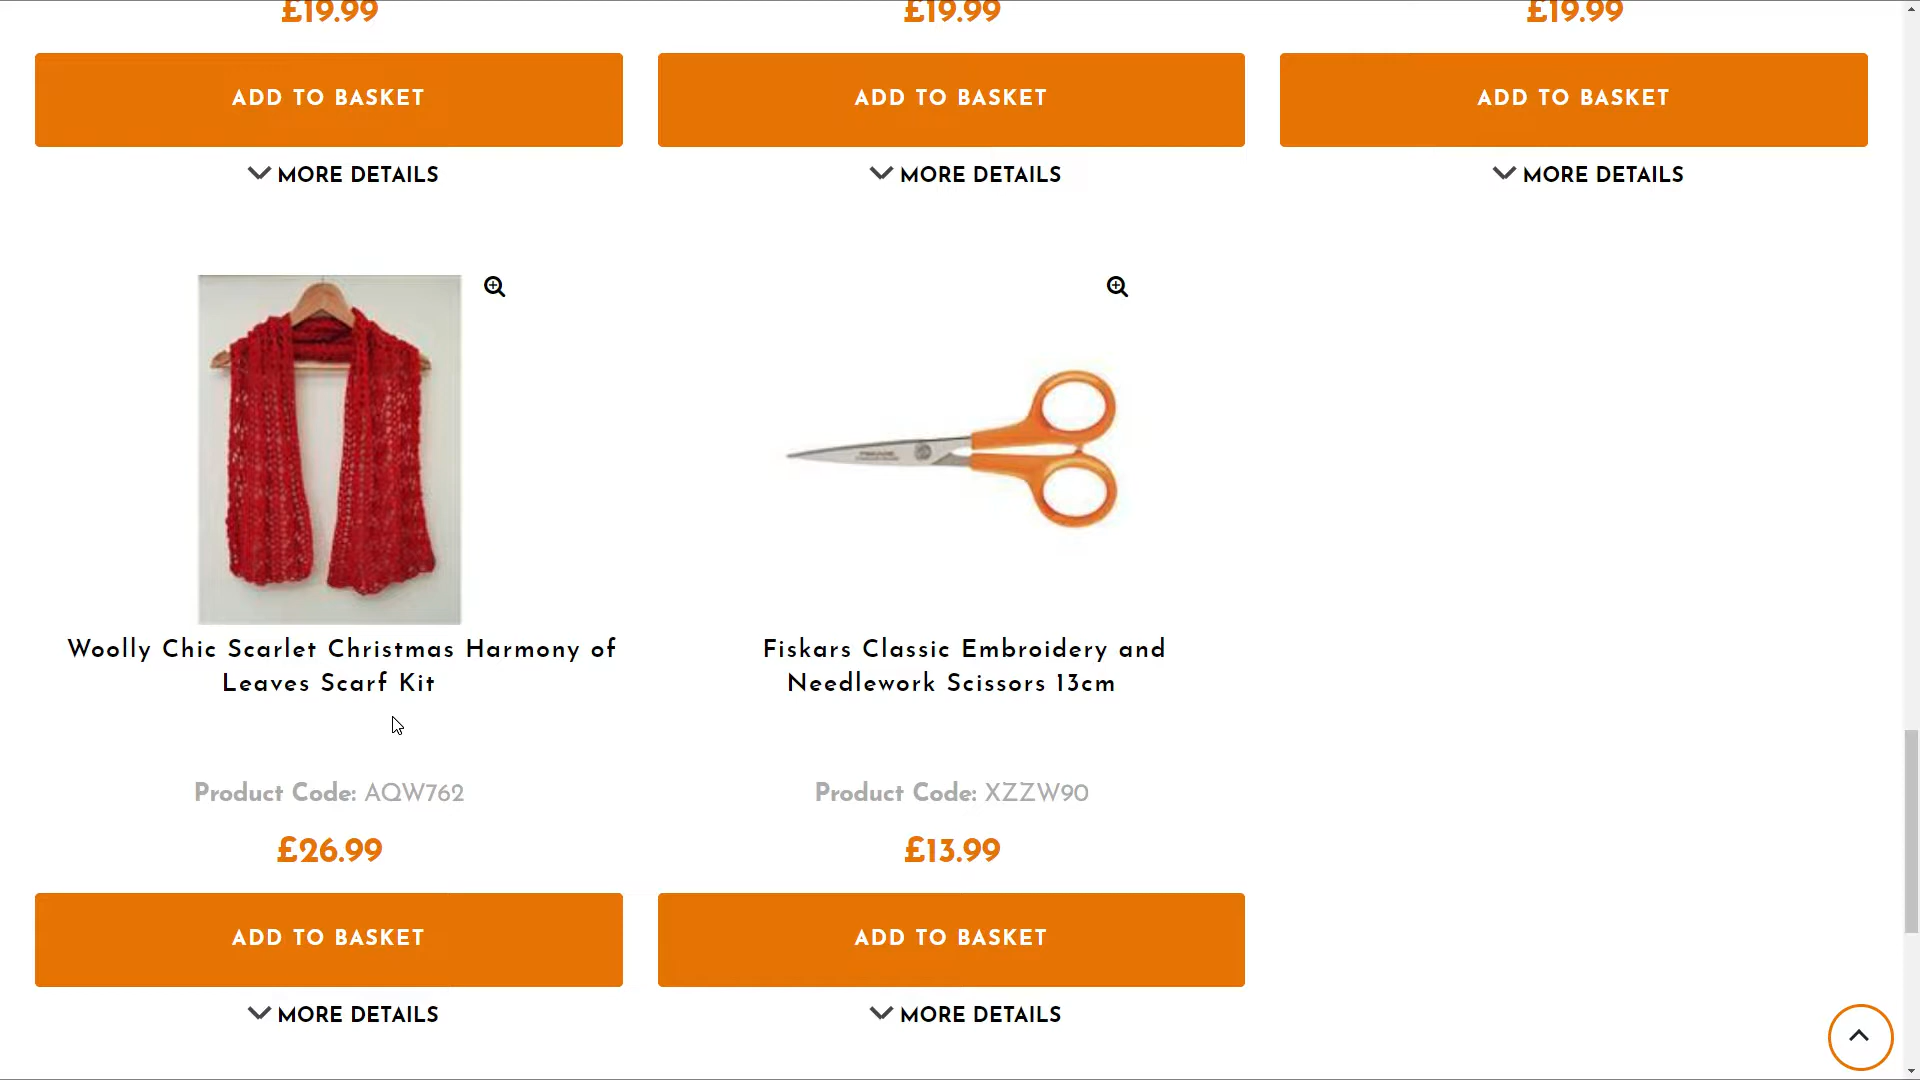 £19.99 £19.99 £19.99
ADD TO BASKET ADD TO BASKET ADD TO BASKET
MORE DETAILS MORE DETAILS MORE DETAILS
Woolly Chic Scarlet Christmas Harmony of
Leaves Scarf Kit
Product Code: AQW762
£26.99
ADD TO BASKET
MORE DETAILS
Fiskars Classic Embroidery and
Needlework Scissors 13cm
Product Code: XZZW90
£13.99
ADD TO BASKET
MORE DETAILS